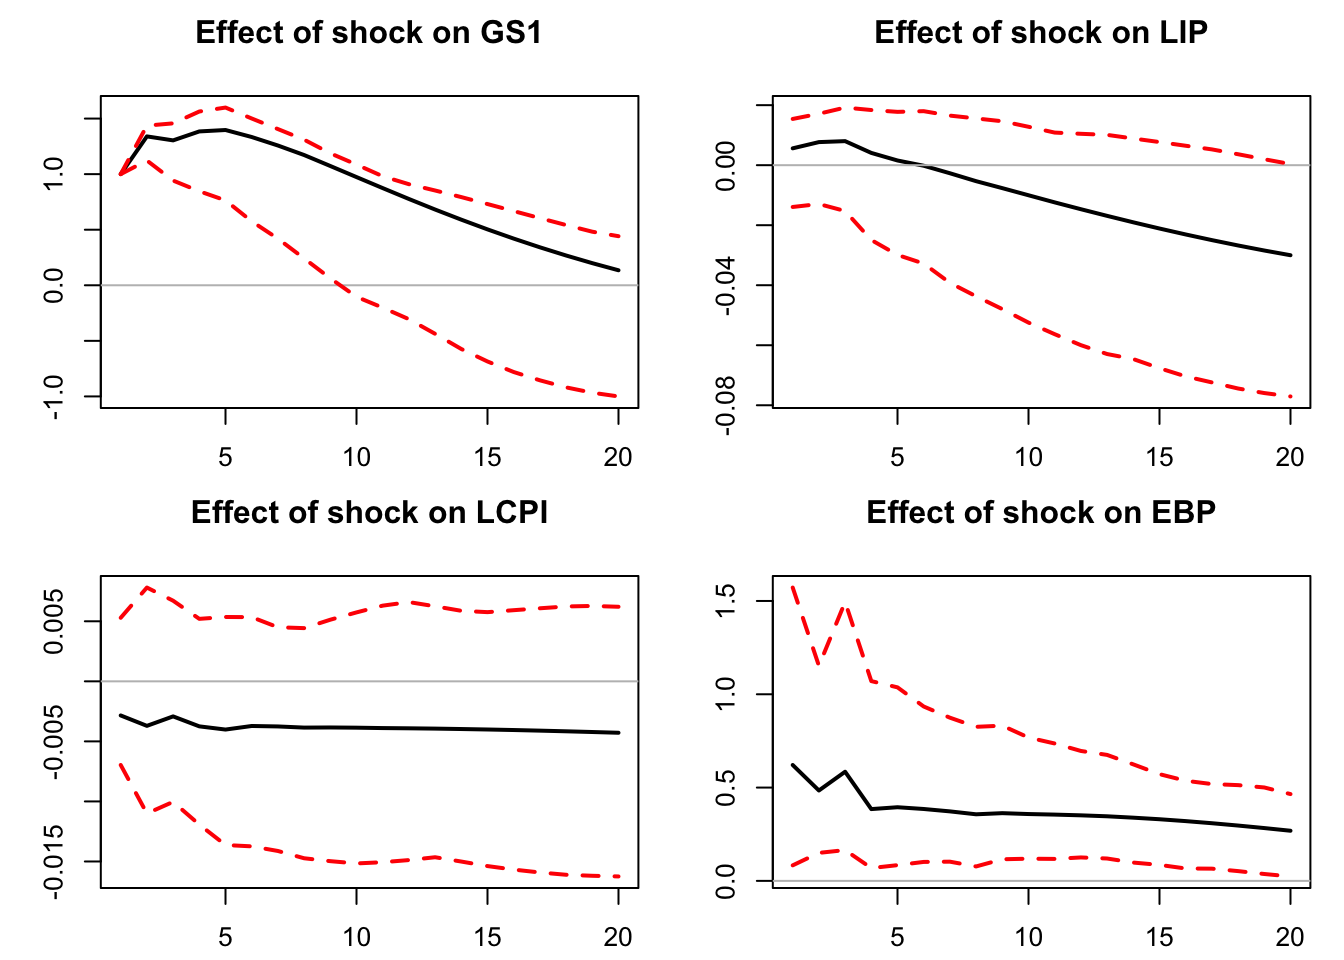 Effect of shock on GS1
1.0
0.0
-1.0
5 10 15 20
Effect of shock on LIP
0.00
-0.04
-0.08
5 10 15 20
Effect of shock on LCPI
0.005
-0.005
-0.015
5 10 15 20
Effect of shock on EBP
1.5
1.0
0.5
0.0
5 10 15 20